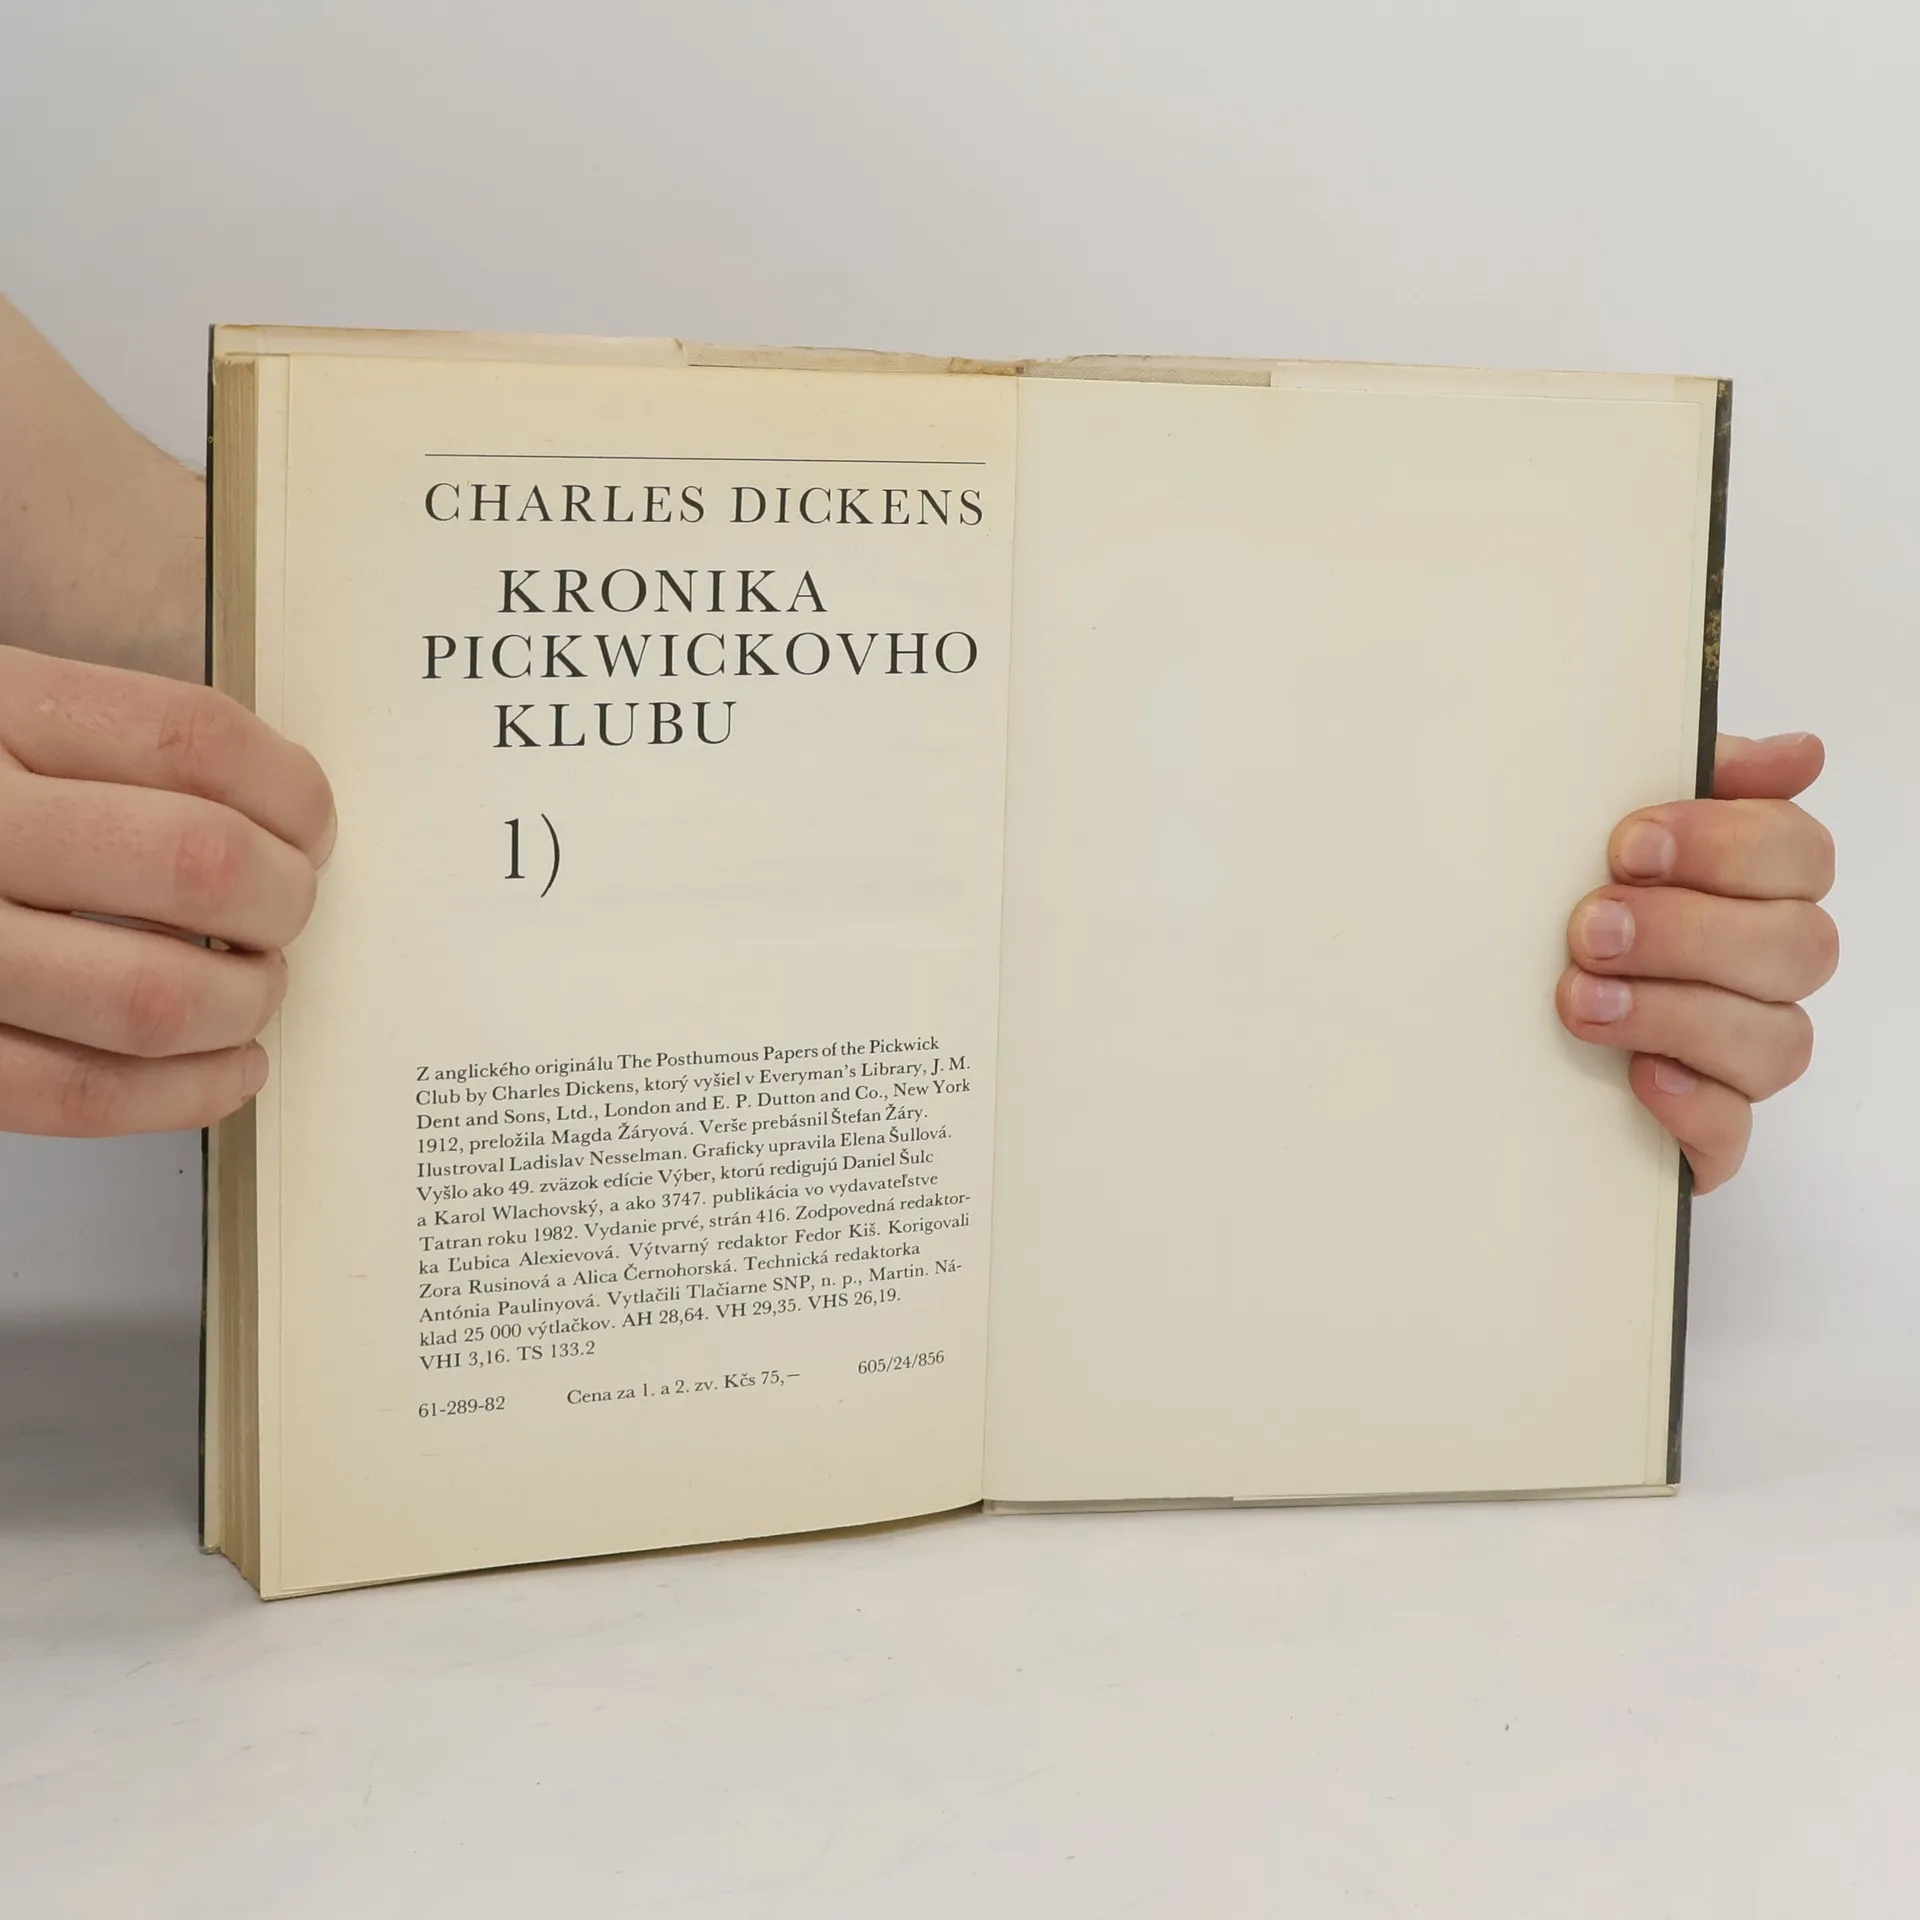 CHARLES DICKENS
KRONIKA
PICKWICKOVHO
KLUBU
1)
Z anglického originálu The Posthumous Papers of the Pickwick
Club by Charles Dickens, ktorý vyšiel v Everyman's Library, J. M.
Dent and Sons, Ltd., London and E. P. Dutton and Co., New York
1912, preložila Magda Žáryová. Verše prebásnil Štefan Žáry.
Ilustroval Ladislav Nesselman. Graficky upravila Elena Šullová.
Vyšlo ako 49. zväzok edície Výber, ktorú redigujú Daniel Šulc
a Karol Wlachovský, a ako 3747. publikácia vo vydavateľstve
Tatran roku 1982. Vydanie prvé, strán 416. Zodpovedná redaktor-
ka Ľubica Alexievová. Výtvarný redaktor Fedor Kiš. Korigovali
Zora Rusinová a Alica Černohorská. Technická redaktorka
Antónia Paulinyová. Vytlačili Tlačiarne SNP, n. p., Martin. Ná-
klad 25 000 výtlačkov. AH 28,64. VH 29,35. VHS 26,19.
VHI 3,16. TS 133.2
61-289-82 Cena za 1. a 2. zv. Kčs 75,— 605/24/856